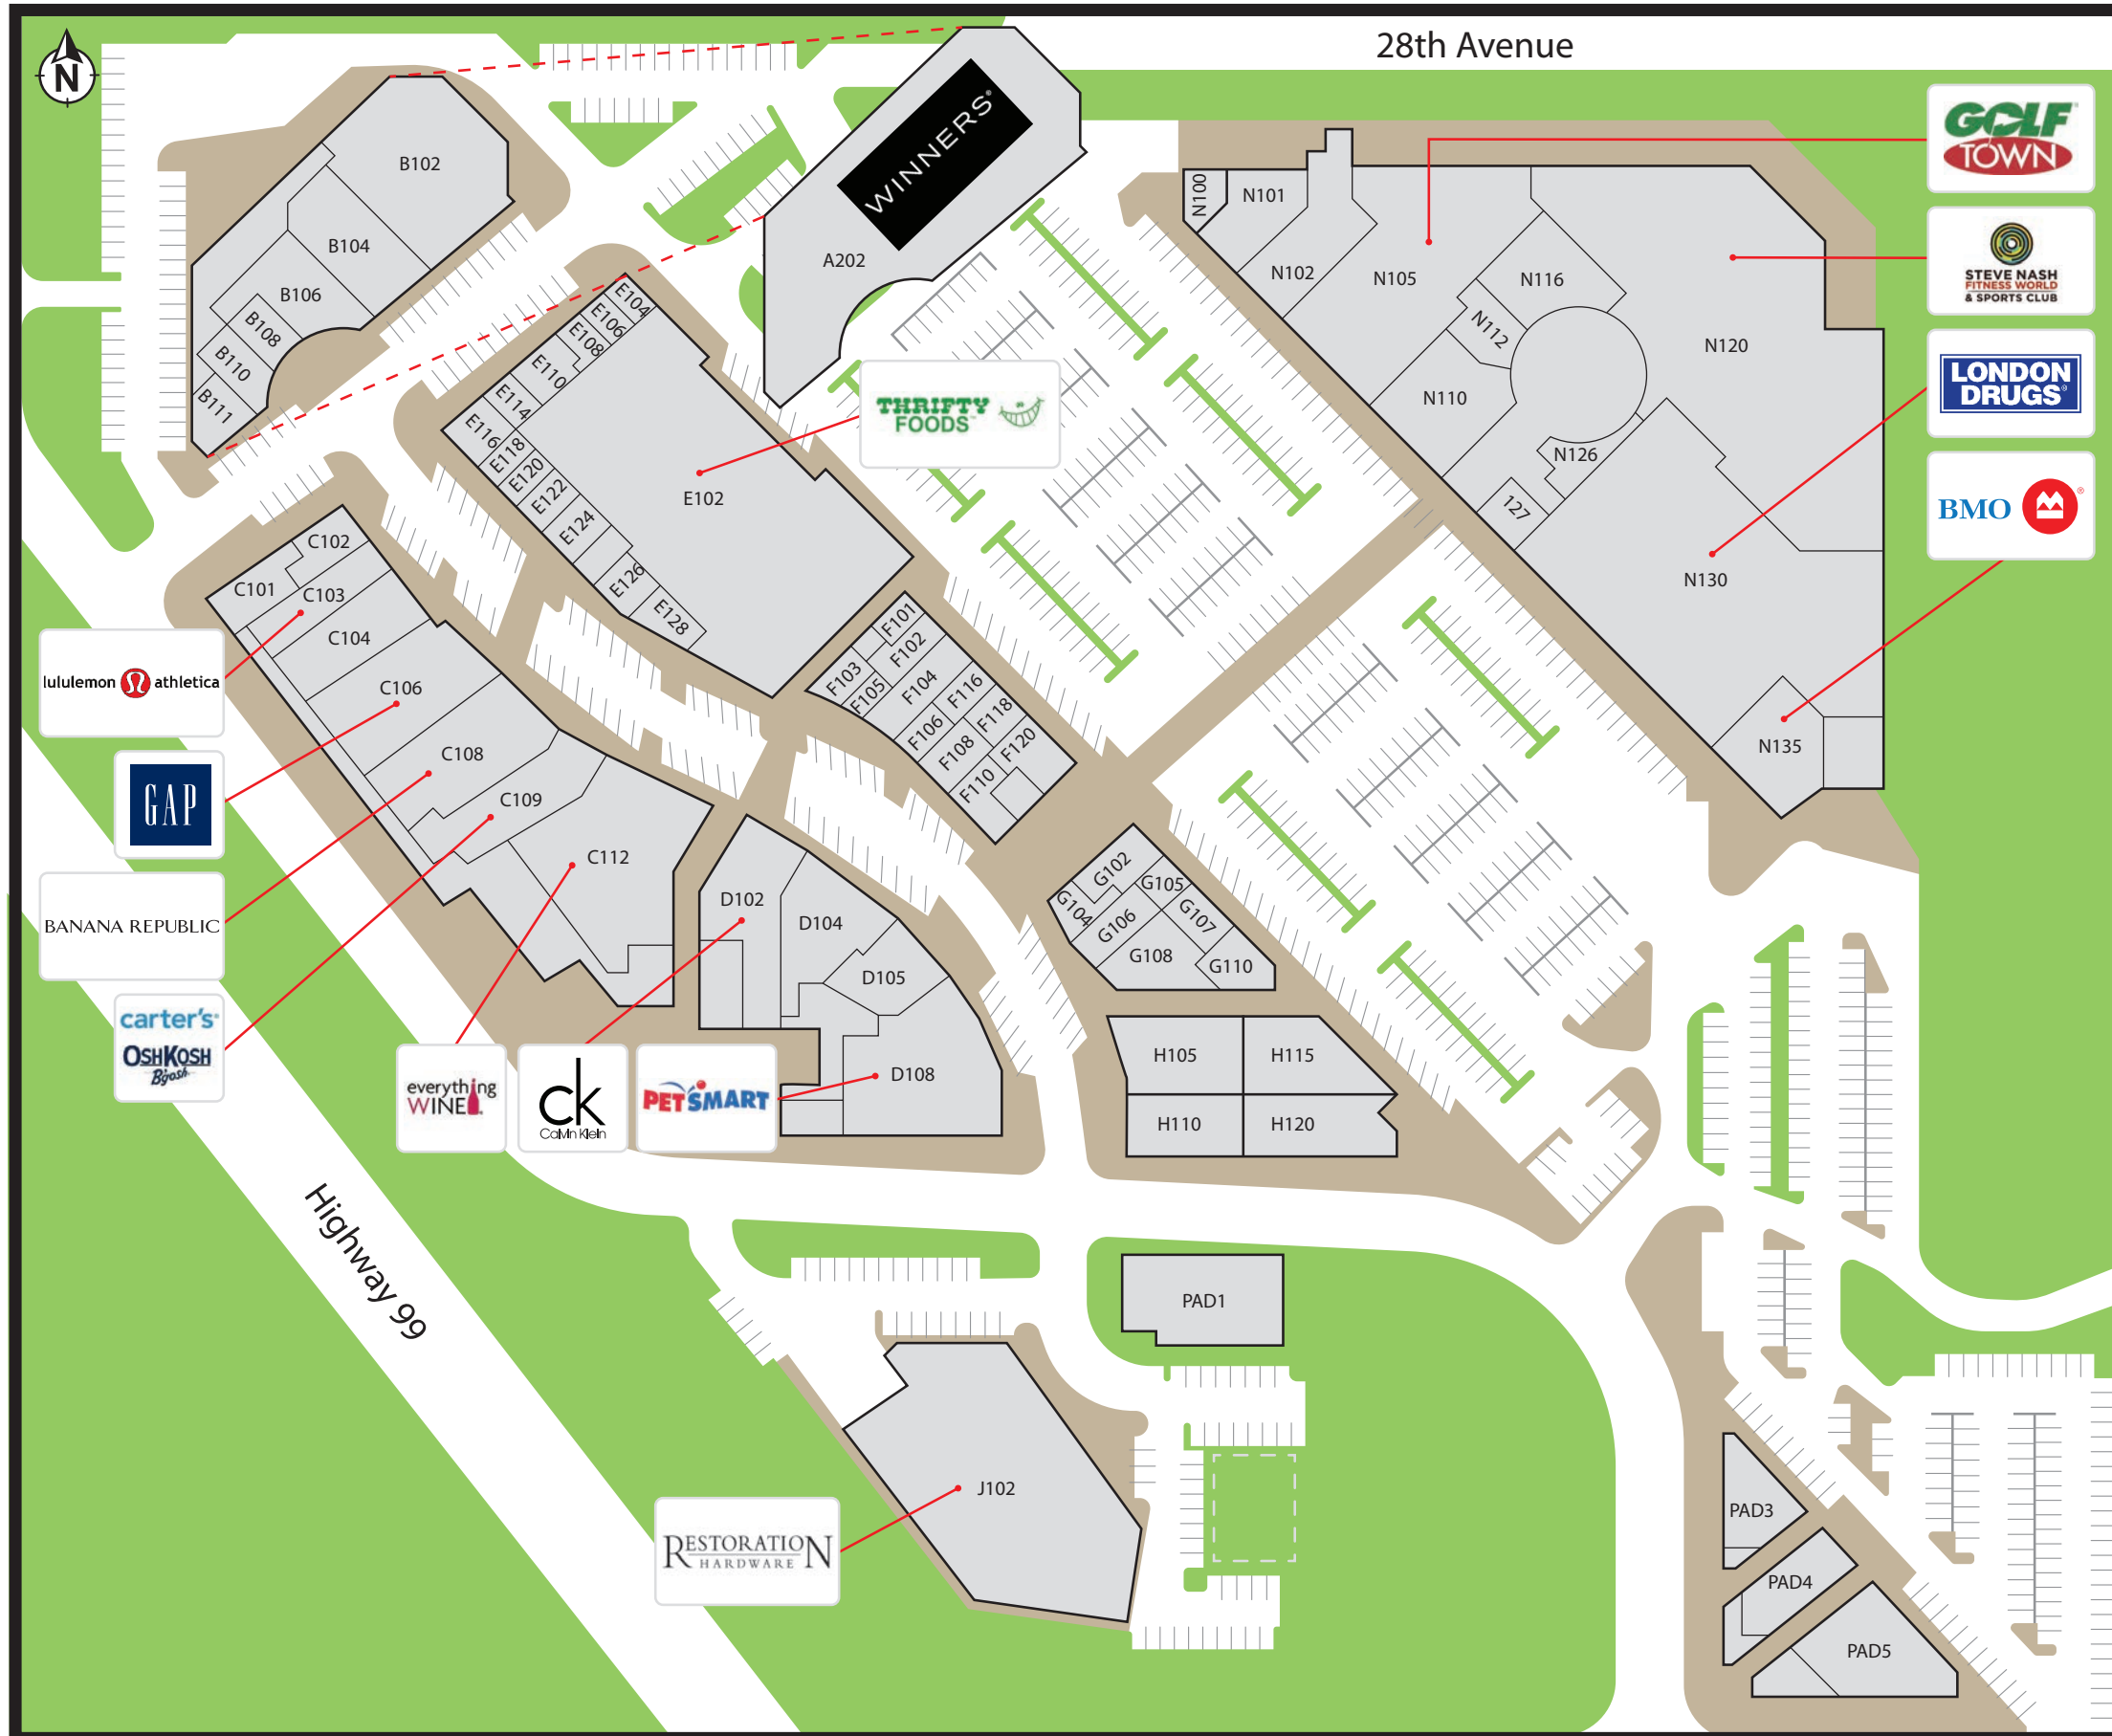 28th Avenue
N
WINNERS®
A202
B102
B104
B106
B108
B110
B111
E104
E106
E108
E110
E114
E116
E118
E120
E122
E124
E126
E128
E102
THRIFTY
FOODS™
N100
N101
N102
N105
N116
N112
N110
N120
N126
127
N130
N135
GOLF
TOWN
STEVE NASH
FITNESS WORLD
& SPORTS CLUB
LONDON
DRUGS®
BMO ®
C101
C102
C103
C104
C106
C108
C109
C112
lululemon athletica
GAP
BANANA REPUBLIC
carter's®
OSHKOSH
B'gosh
everything
WINE
ck
Calvin Klein
PETSMART
D102
D104
D105
D108
F101
F102
F103
F105
F104
F116
F106
F118
F108
F120
F110
G102
G105
G104
G106
G107
G108
G110
H105
H115
H110
H120
Highway 99
PAD1
J102
RESTORATION
HARDWARE
PAD3
PAD4
PAD5